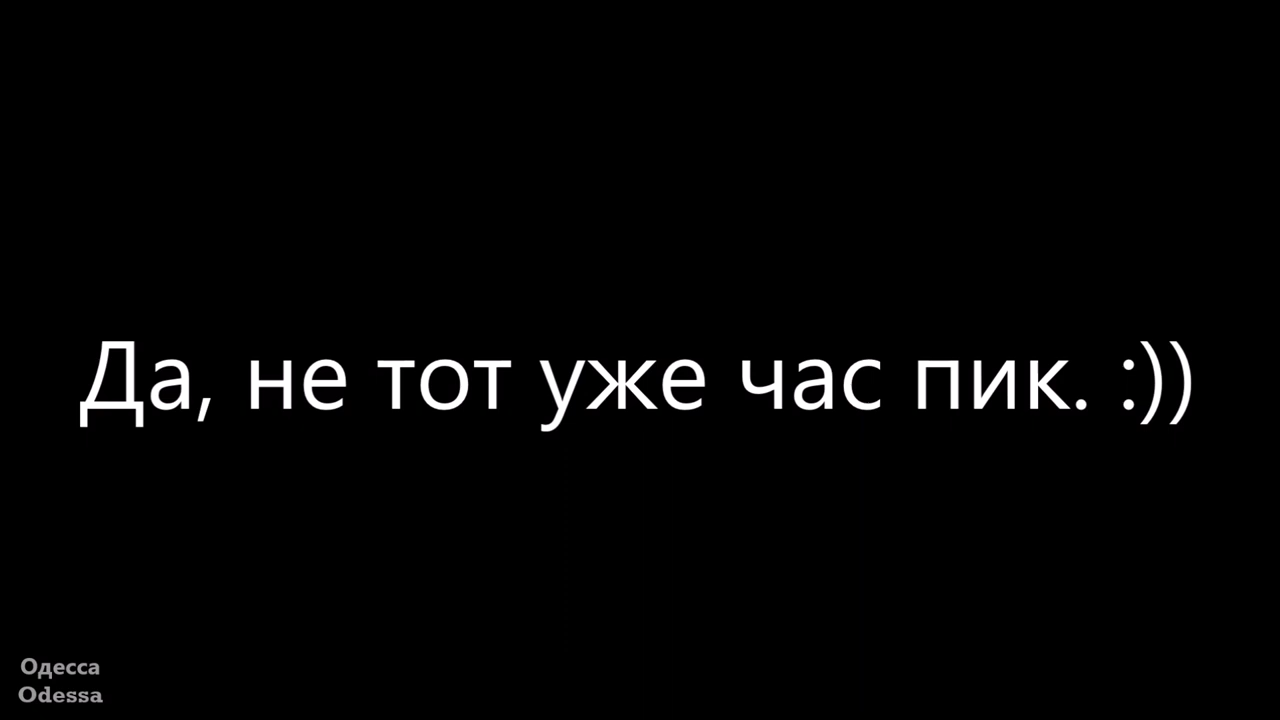 Да, не тот уже час пик. :))
Одесса
Odessa